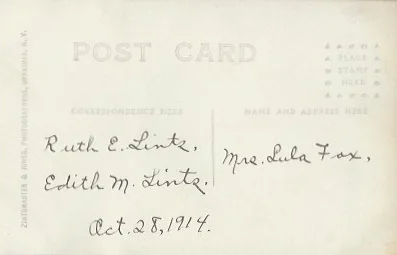 POST CARD
PLACE
STAMP
HERE
CORRESPONDENCE HERE
NAME AND ADDRESS HERE
Ruth E. Lintz,
Edith M. Lintz.
Oct. 28, 1914.
Mrs. Lula Fox,